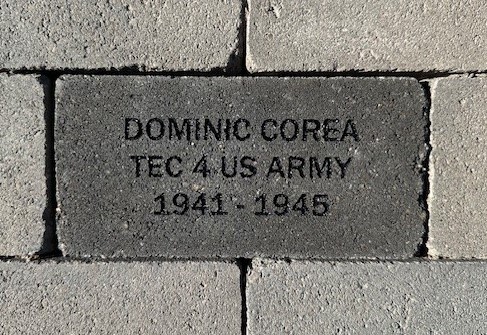 DOMINIC COREA
TEC 4 US ARMY
1941 - 1945